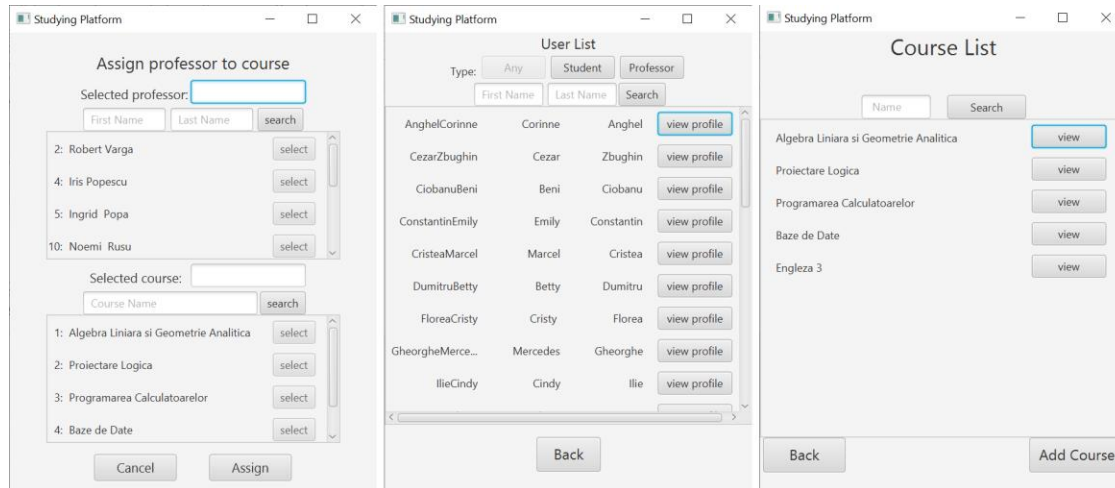 Studying Platform
Assign professor to course
Selected professor:
First Name Last Name search
2: Robert Varga select
4: Iris Popescu select
5: Ingrid Popa select
10: Noemi Rusu select
Selected course:
Course Name search
1: Algebra Liniara si Geometrie Analitica select
2: Proiectare Logica select
3: Programarea Calculatoarelor select
4: Baze de Date select
Cancel Assign
Studying Platform
User List
Type: Any Student Professor
First Name Last Name Search
AnghelCorinne Corinne Anghel view profile
CezarZbughin Cezar Zbughin view profile
CiobanuBeni Beni Ciobanu view profile
ConstantinEmily Emily Constantin view profile
CristeaMarcel Marcel Cristea view profile
DumitruBetty Betty Dumitru view profile
FloreaCristy Cristy Florea view profile
GheorgheMerce... Mercedes Gheorghe view profile
IlieCindy Cindy Ilie view profile
Back
Studying Platform
Course List
Name Search
Algebra Liniara si Geometrie Analitica view
Proiectare Logica view
Programarea Calculatoarelor view
Baze de Date view
Engleza 3 view
Back Add Course